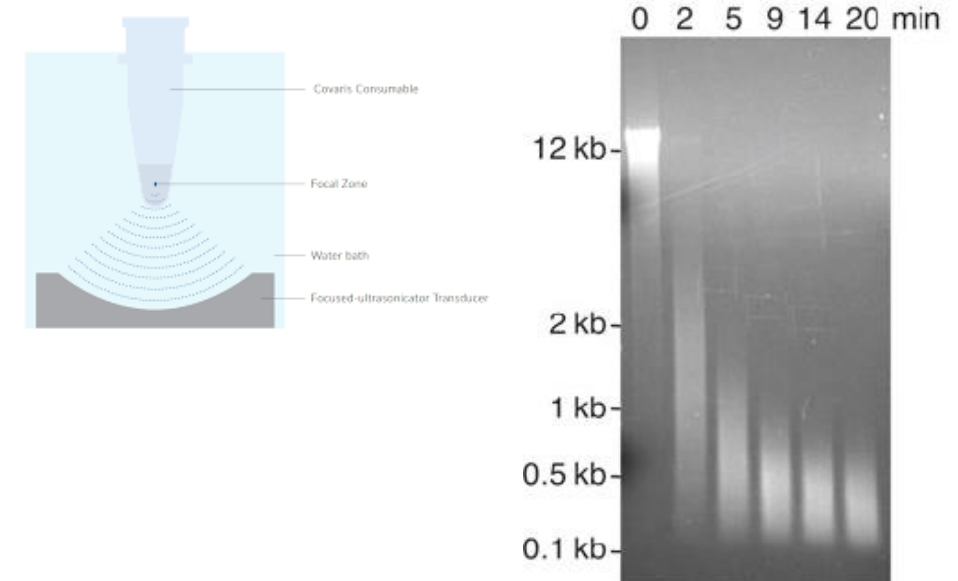 Covaris Consumable
Focal Zone
Water bath
Focused-ultrasonicator Transducer
0 2 5 9 14 20 min
12 kb
2 kb
1 kb
0.5 kb
0.1 kb